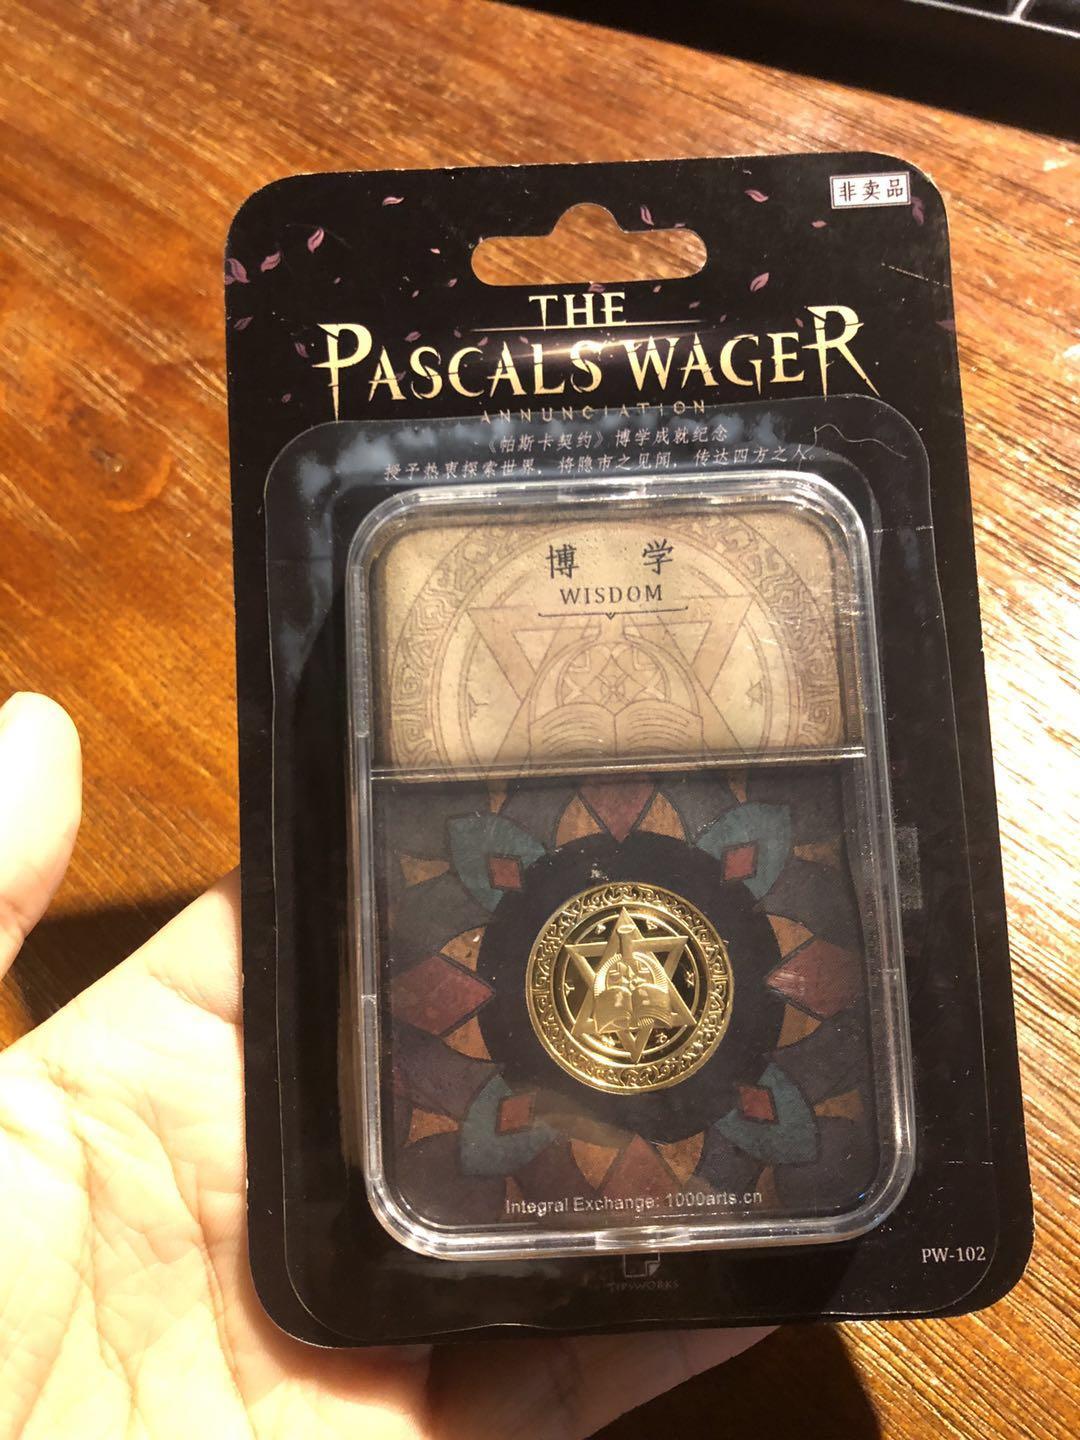 非卖品
THE
PASCALS WAGER
ANNUNCIATION
《帕斯卡契约》博学成就纪念
授予热衷探索世界，将隐市之见闻，传达四方之人。
博 学
WISDOM
Integral Exchange: 1000arts.cn
TIPSWORKS
PW-102